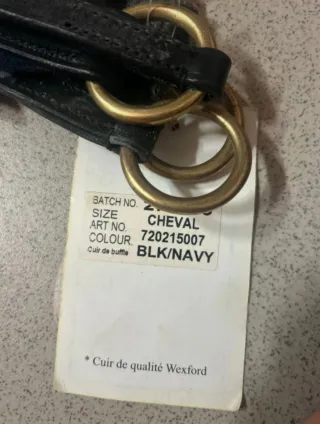 BATCH NO.
SIZE CHEVAL
ART NO. 720215007
COLOUR. BLK/NAVY
Cuir de buffle
* Cuir de qualité Wexford